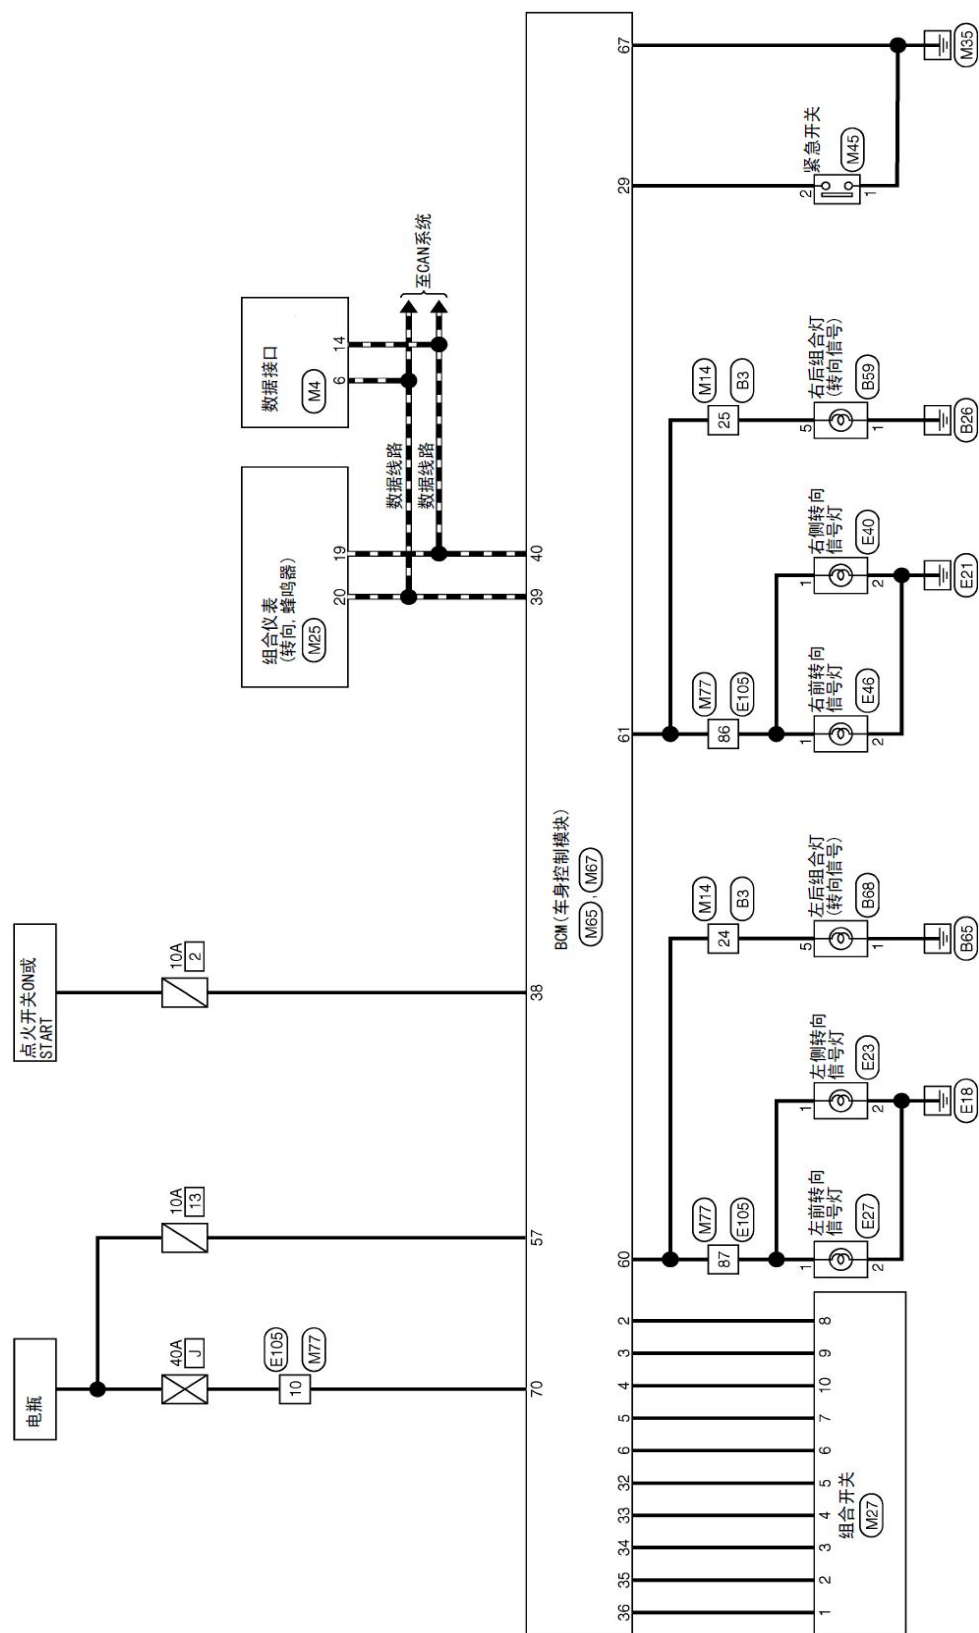 电瓶
40A
J
E105
10
M77
70
10A
13
57
点火开关ON或
START
10A
2
38
组合仪表
(转向,蜂鸣器)
M25
20
19
39
40
数据接口
M4
6
14
数据线路
数据线路
至CAN系统
BCM(车身控制模块)
M65, M67
36
35
34
33
32
6
5
4
3
2
1
2
3
4
5
6
7
10
9
8
组合开关
M27
60
M77
87
E105
1
左前转向
信号灯
E27
2
1
左侧转向
信号灯
E23
2
E18
M14
24
B3
5
左后组合灯
(转向信号)
B68
1
B65
61
M77
86
E105
1
右前转向
信号灯
E46
2
1
右侧转向
信号灯
E40
2
E21
M14
25
B3
5
右后组合灯
(转向信号)
B59
1
B26
29
2
紧急开关
M45
1
67
M35